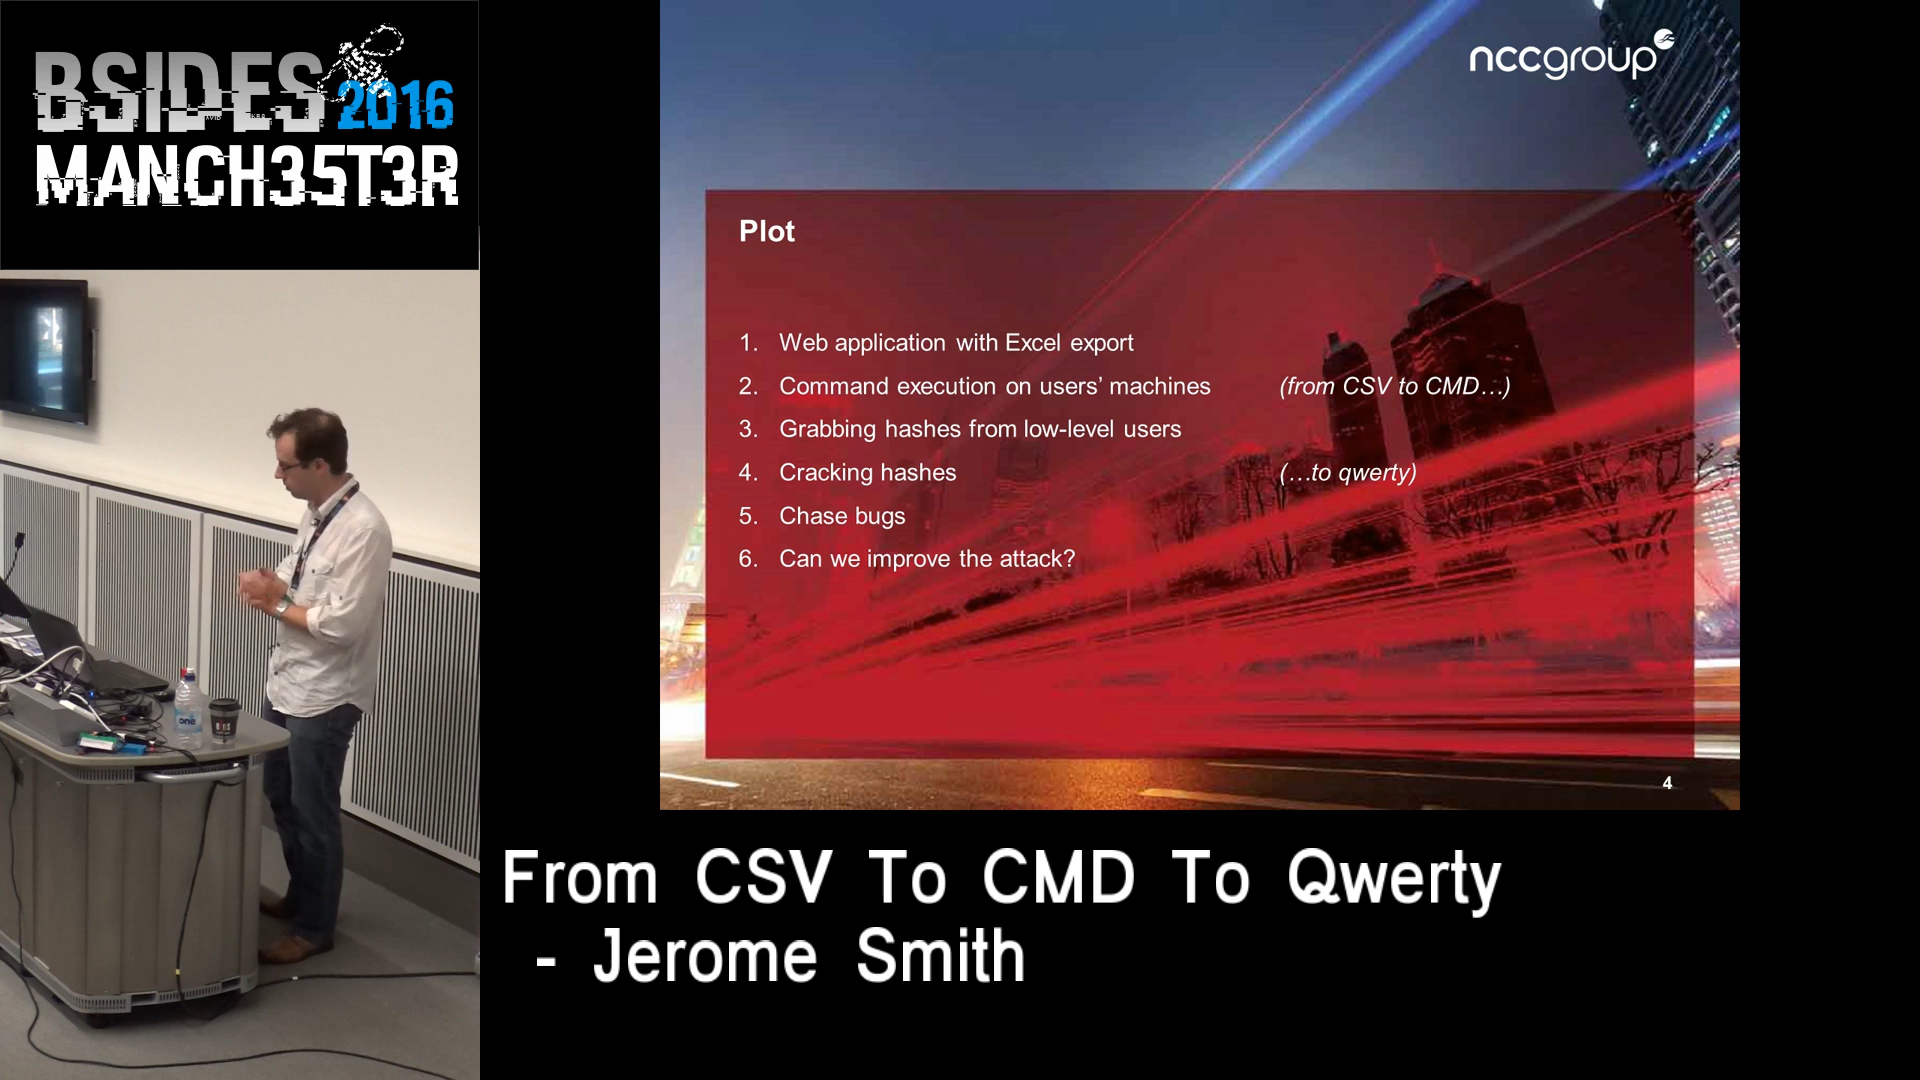 BSIDES 2016
MANCH35T3R
nccgroup
Plot
1. Web application with Excel export
2. Command execution on users’ machines (from CSV to CMD…)
3. Grabbing hashes from low-level users
4. Cracking hashes (…to qwerty)
5. Chase bugs
6. Can we improve the attack?
4
one
From CSV To CMD To Qwerty
- Jerome Smith